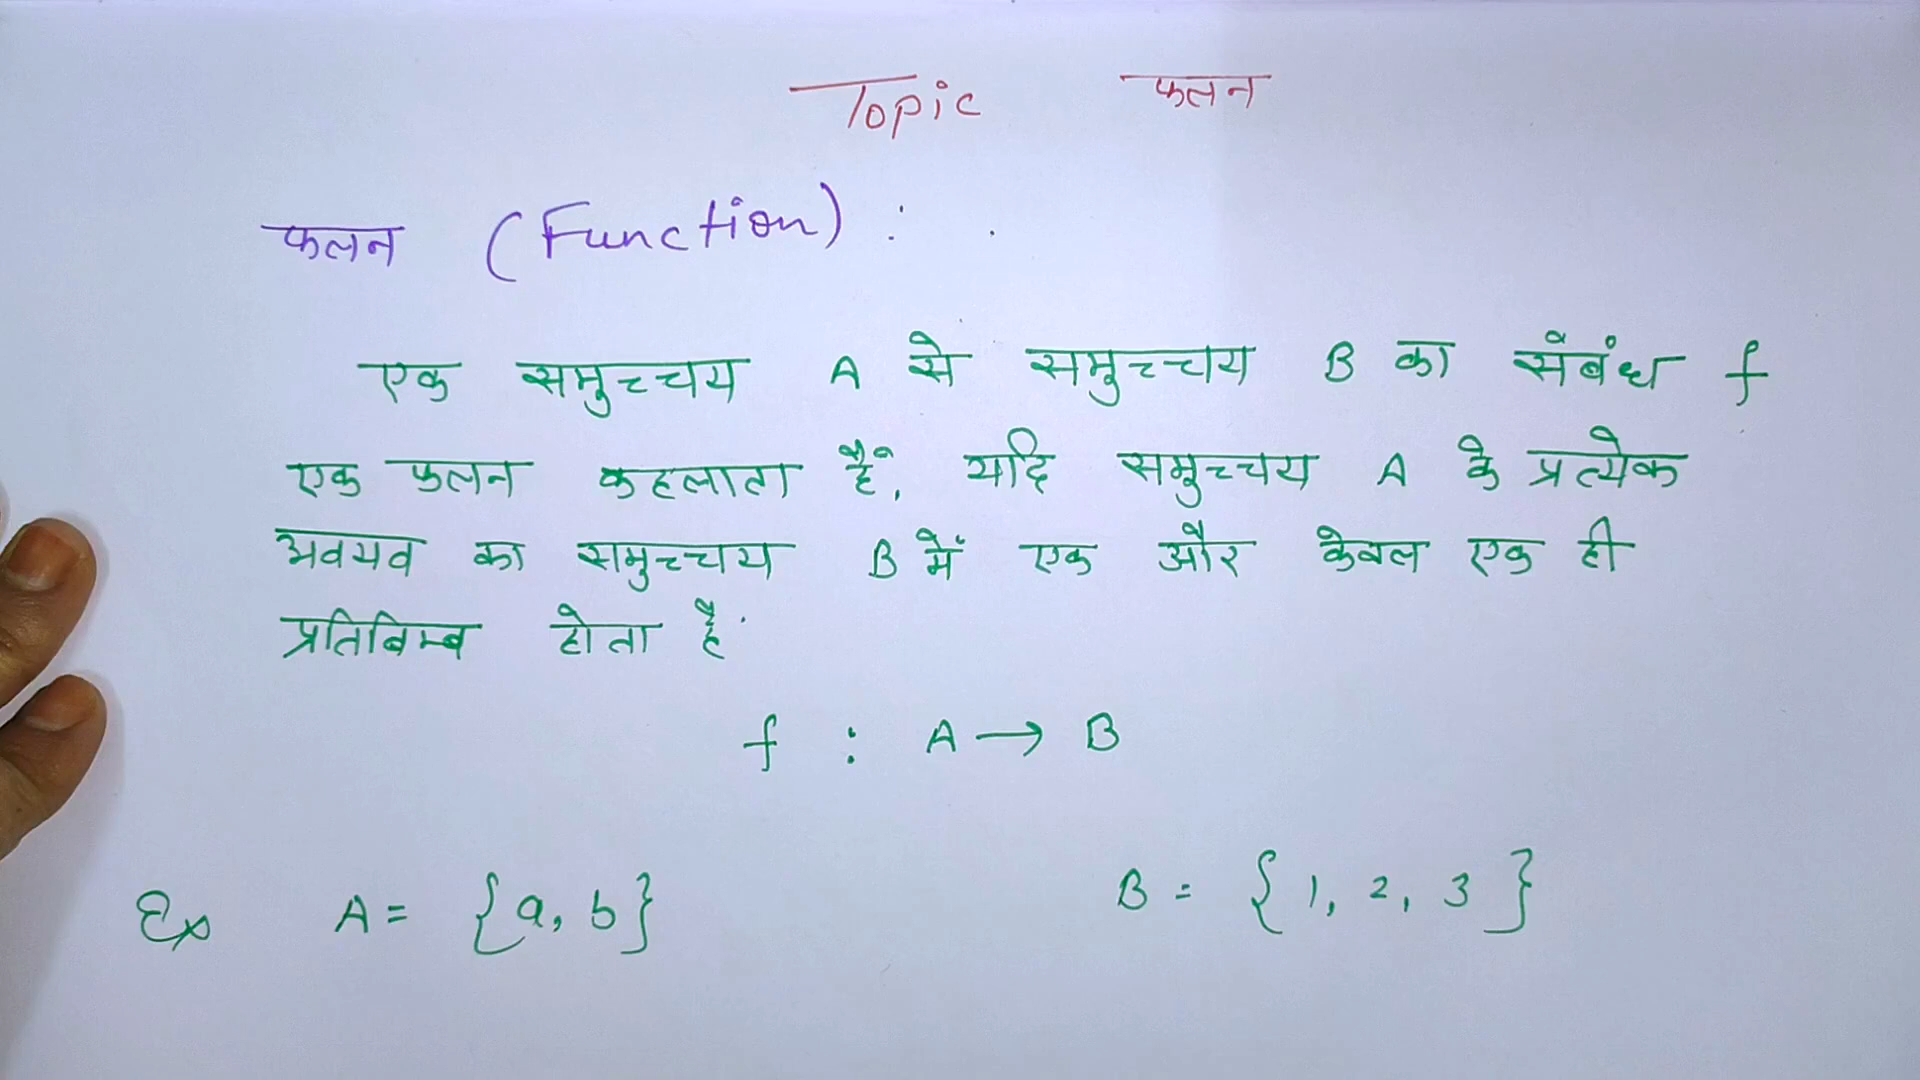 Topic फलन
फलन (Function) :
एक समुच्चय A से समुच्चय B का संबंध f
एक फलन कहलाता है, यदि समुच्चय A के प्रत्येक
अवयव का समुच्चय B में एक और केवल एक ही
प्रतिबिम्ब होता है.
f : A → B
Ex A = {a, b} B = {1, 2, 3}